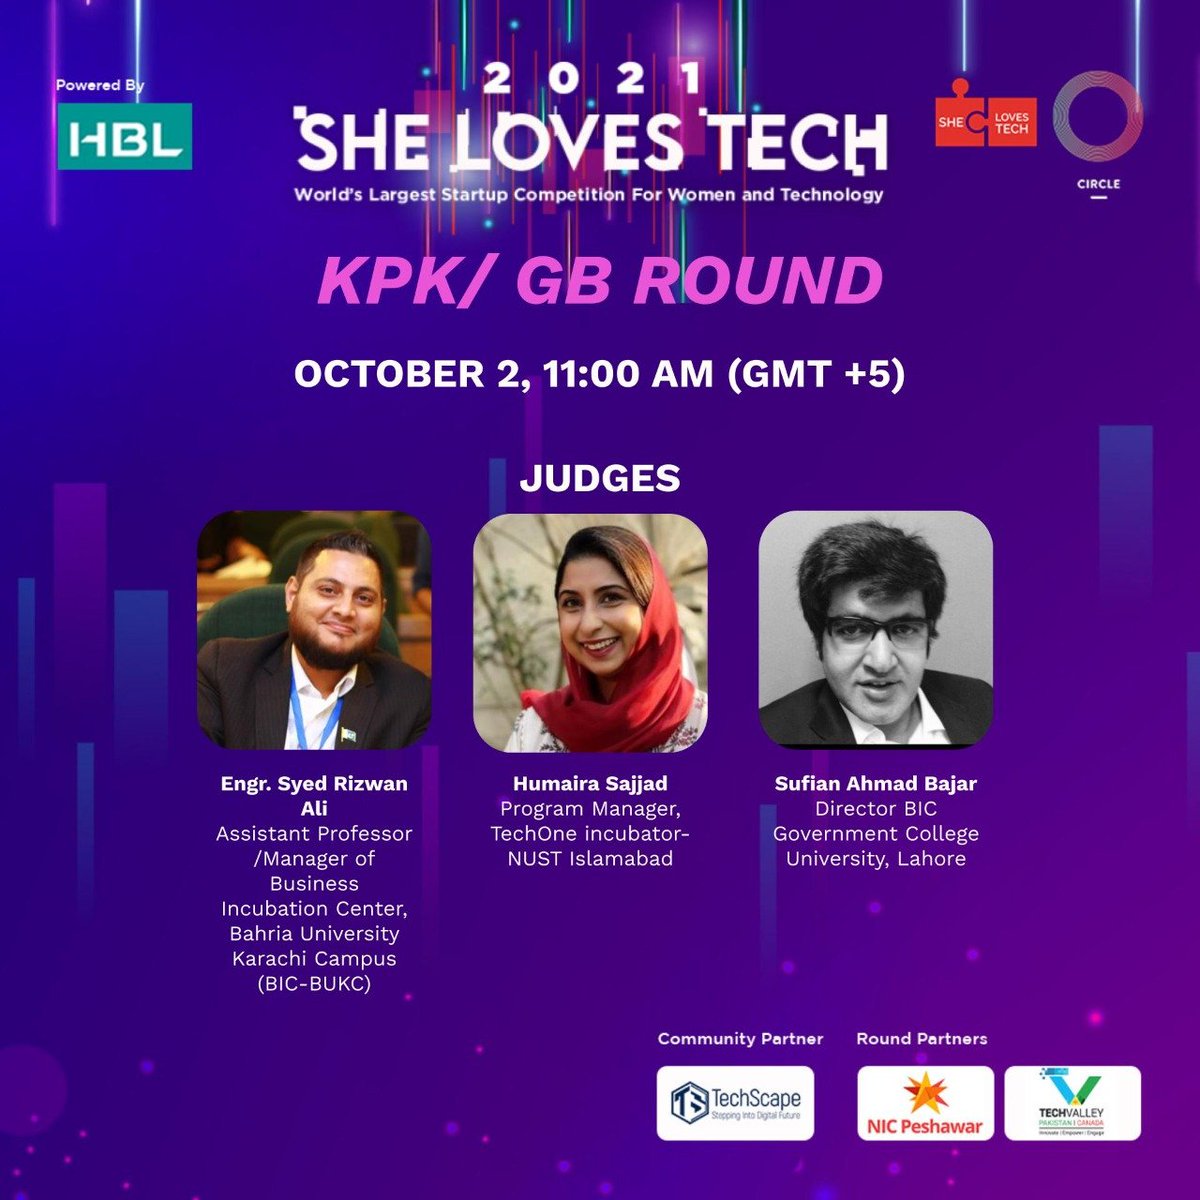 Powered By
HBL
2021
SHE LOVES TECH
World's Largest Startup Competition For Women and Technology
SHE LOVES
TECH
CIRCLE
KPK/ GB ROUND
OCTOBER 2, 11:00 AM (GMT +5)
JUDGES
Engr. Syed Rizwan
Ali
Assistant Professor
/Manager of
Business
Incubation Center,
Bahria University
Karachi Campus
(BIC-BUKC)
Humaira Sajjad
Program Manager,
TechOne incubator-
NUST Islamabad
Sufian Ahmad Bajar
Director BIC
Government College
University, Lahore
Community Partner
TechScape
Stepping Into Digital Future
Round Partners
NIC Peshawar
TECHVALLEY
PAKISTAN | CANADA
Innovate | Empower | Engage